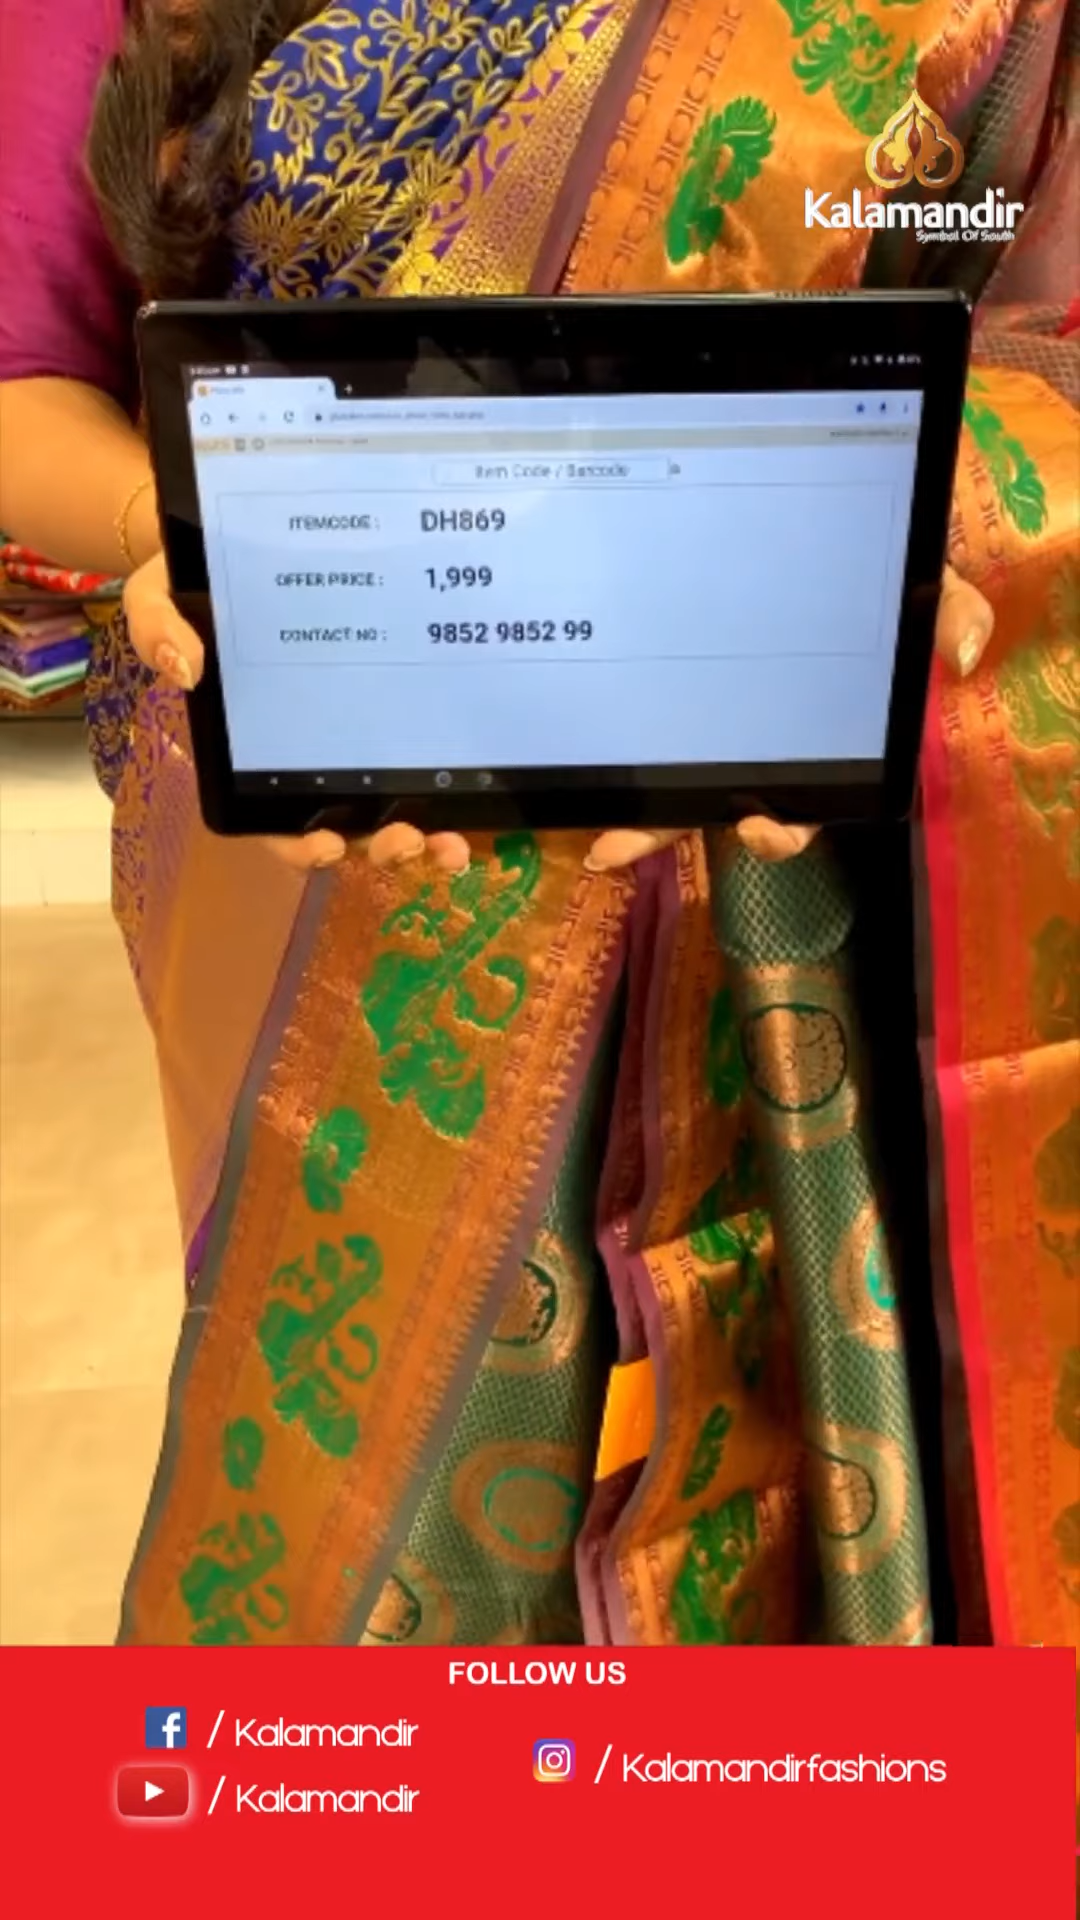 Kalamandir
Symbol Of South
Item Code / Barcode
ITEMCODE : DH869
OFFER PRICE : 1,999
CONTACT NO : 9852 9852 99
FOLLOW US
/ Kalamandir
/ Kalamandirfashions
/ Kalamandir